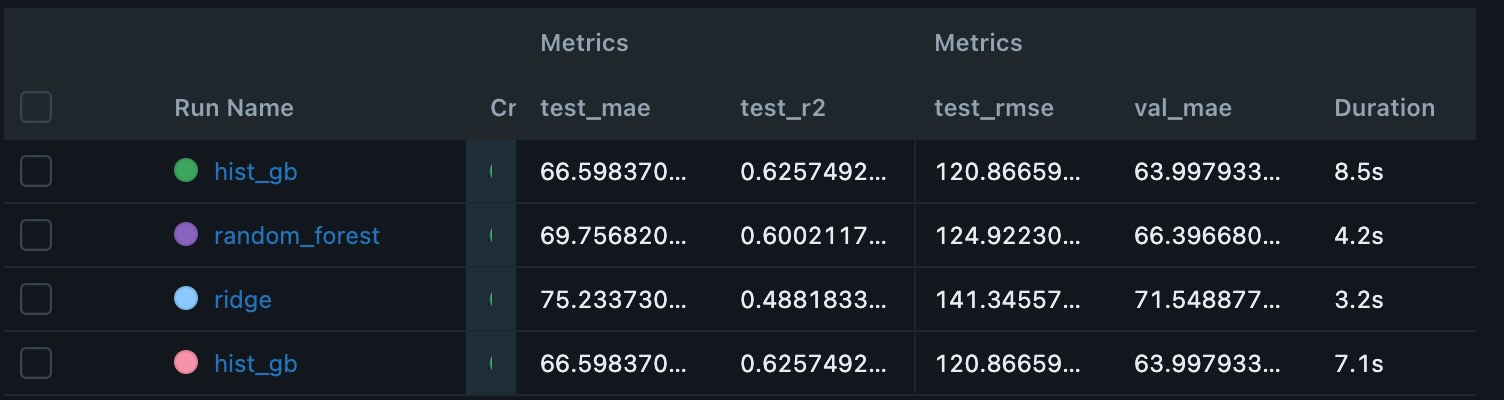 Metrics Metrics
Run Name Cr test_mae test_r2 test_rmse val_mae Duration
hist_gb 66.598370... 0.6257492... 120.86659... 63.997933... 8.5s
random_forest 69.756820... 0.6002117... 124.92230... 66.396680... 4.2s
ridge 75.233730... 0.4881833... 141.34557... 71.548877... 3.2s
hist_gb 66.598370... 0.6257492... 120.86659... 63.997933... 7.1s